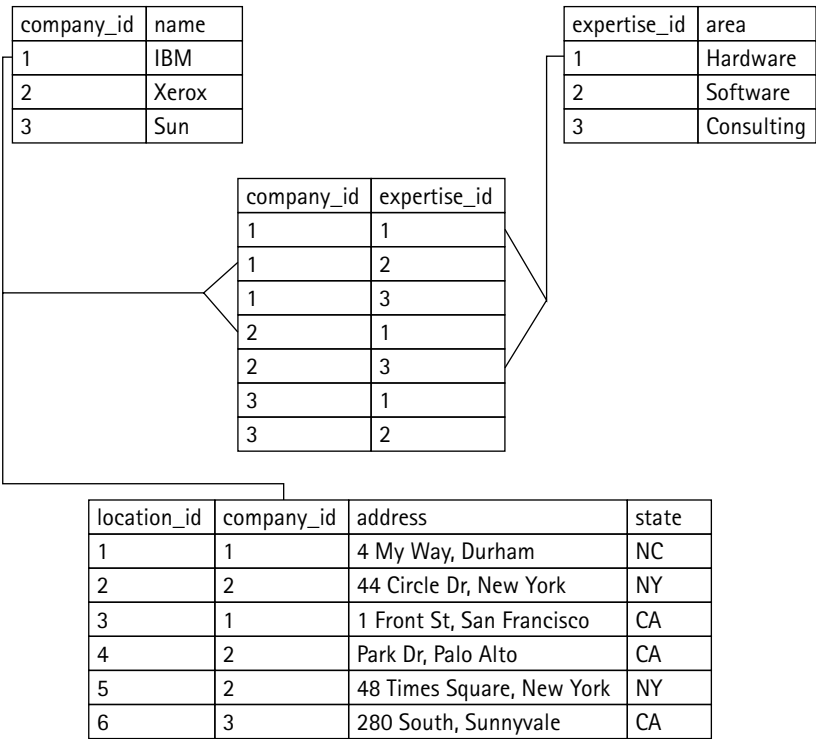 company_id name
1 IBM
2 Xerox
3 Sun
expertise_id area
1 Hardware
2 Software
3 Consulting
company_id expertise_id
1 1
1 2
1 3
2 1
2 3
3 1
3 2
location_id company_id address state
1 1 4 My Way, Durham NC
2 2 44 Circle Dr, New York NY
3 1 1 Front St, San Francisco CA
4 2 Park Dr, Palo Alto CA
5 2 48 Times Square, New York NY
6 3 280 South, Sunnyvale CA